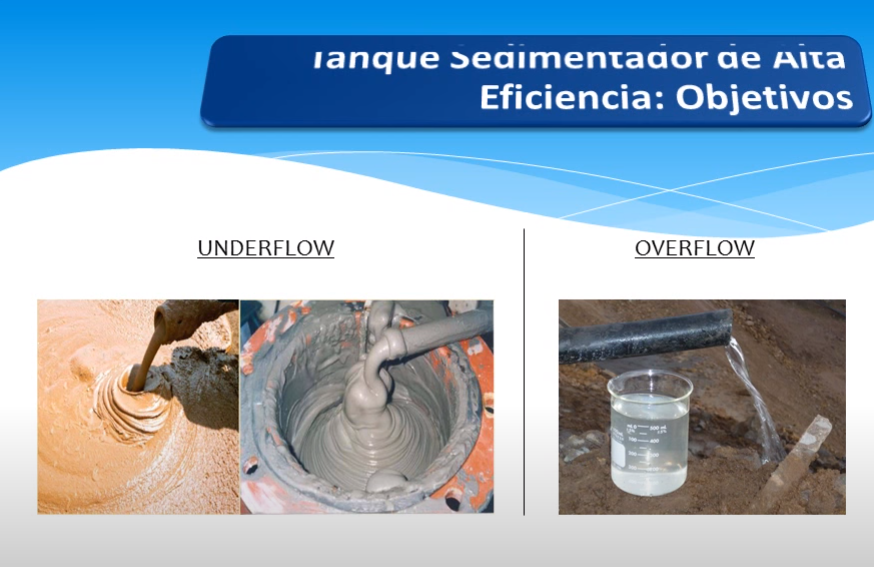 Tanque Sedimentador de Alta
Eficiencia: Objetivos
UNDERFLOW
OVERFLOW